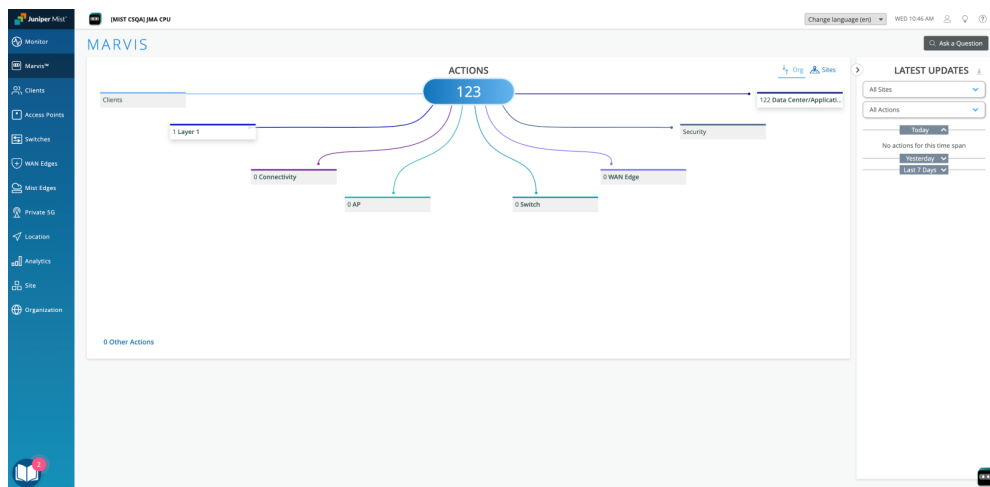 Juniper Mist™
[MIST CSQA] JMA CPU
Change language (en)
WED 10:46 AM
Monitor
Marvis™
Clients
Access Points
Switches
WAN Edges
Mist Edges
Private 5G
Location
Analytics
Site
Organization
2
MARVIS
Ask a Question
ACTIONS
123
Org
Sites
Clients
122 Data Center/Applicati...
1 Layer 1
Security
0 Connectivity
0 WAN Edge
0 AP
0 Switch
0 Other Actions
LATEST UPDATES
All Sites
All Actions
Today
No actions for this time span
Yesterday
Last 7 Days